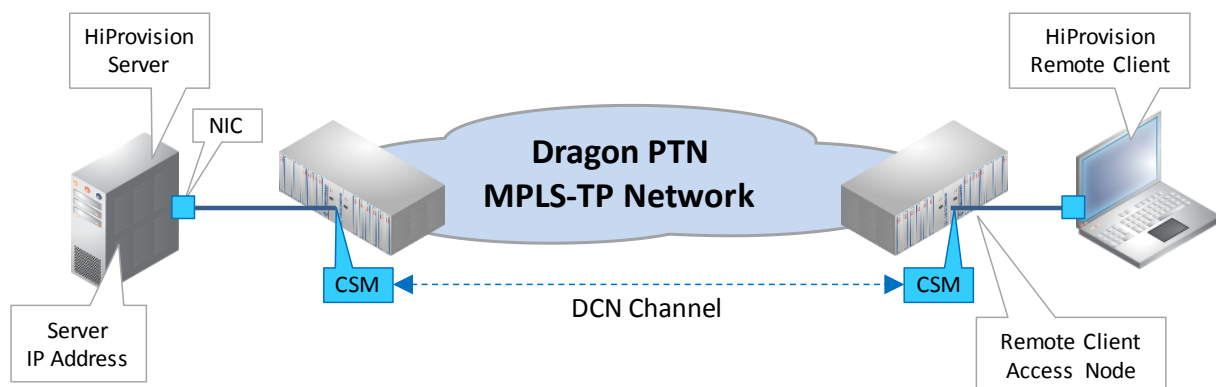 HiProvision
Server
NIC
Dragon PTN
MPLS-TP Network
HiProvision
Remote Client
CSM
CSM
DCN Channel
Server
IP Address
Remote Client
Access Node